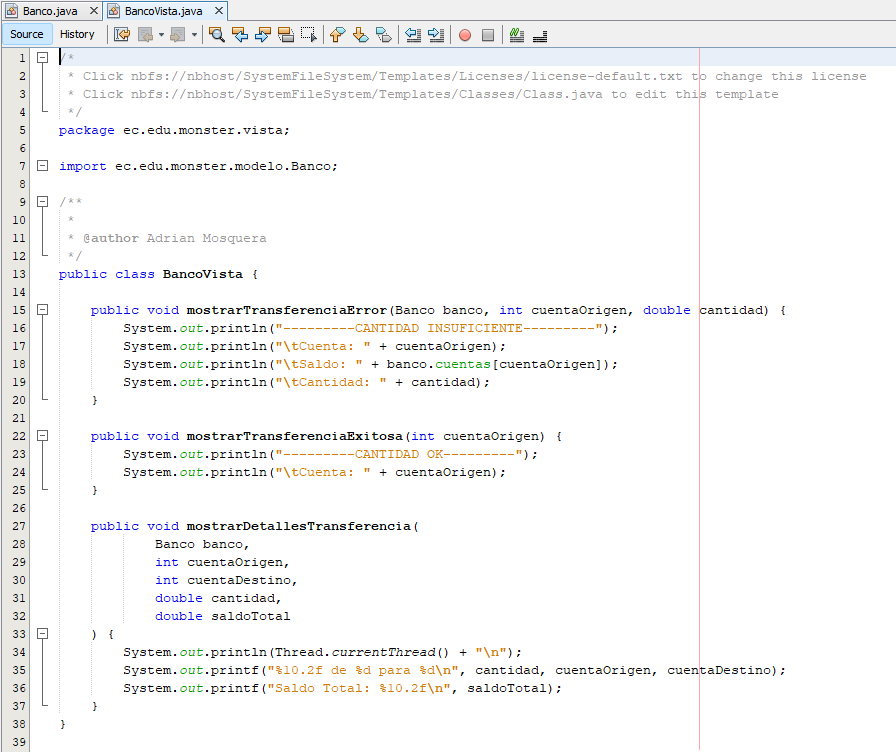 Banco.java BancoVista.java
Source History
1 /*
2  * Click nbfs://nbhost/SystemFileSystem/Templates/Licenses/license-default.txt to change this license
3  * Click nbfs://nbhost/SystemFileSystem/Templates/Classes/Class.java to edit this template
4  */
5 package ec.edu.monster.vista;
6
7 import ec.edu.monster.modelo.Banco;
8
9 /**
10  *
11  * @author Adrian Mosquera
12  */
13 public class BancoVista {
14
15     public void mostrarTransferenciaError(Banco banco, int cuentaOrigen, double cantidad) {
16         System.out.println("---------CANTIDAD INSUFICIENTE---------");
17         System.out.println("\tCuenta: " + cuentaOrigen);
18         System.out.println("\tSaldo: " + banco.cuentas[cuentaOrigen]);
19         System.out.println("\tCantidad: " + cantidad);
20     }
21
22     public void mostrarTransferenciaExitosa(int cuentaOrigen) {
23         System.out.println("---------CANTIDAD OK---------");
24         System.out.println("\tCuenta: " + cuentaOrigen);
25     }
26
27     public void mostrarDetallesTransferencia(
28             Banco banco,
29             int cuentaOrigen,
30             int cuentaDestino,
31             double cantidad,
32             double saldoTotal
33     ) {
34         System.out.println(Thread.currentThread() + "\n");
35         System.out.printf("%10.2f de %d para %d\n", cantidad, cuentaOrigen, cuentaDestino);
36         System.out.printf("Saldo Total: %10.2f\n", saldoTotal);
37     }
38 }
39